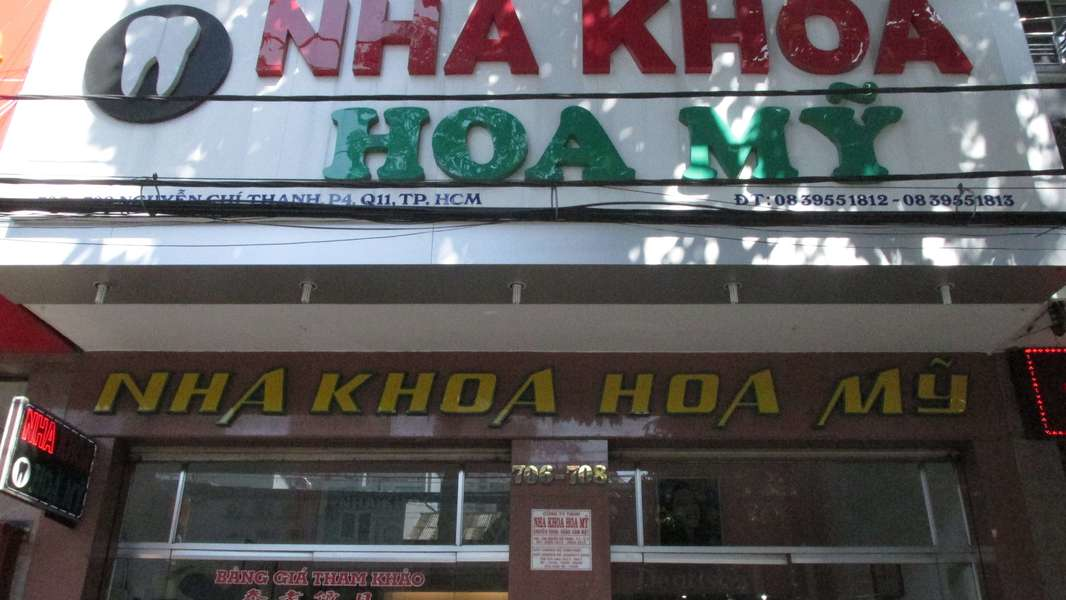 NHA KHOA
HOA MỸ
NGUYỄN CHÍ THANH, P4, Q11, TP. HCM
ĐT: 08 39551812 - 08 39551813
NHA KHOA HOA MỸ
NHA
706-708
NHA KHOA HOA MỸ
BẢNG GIÁ THAM KHẢO